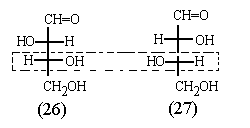 CH=O CH=O
HO H H OH
H OH HO H
CH₂OH CH₂OH
(26) (27)